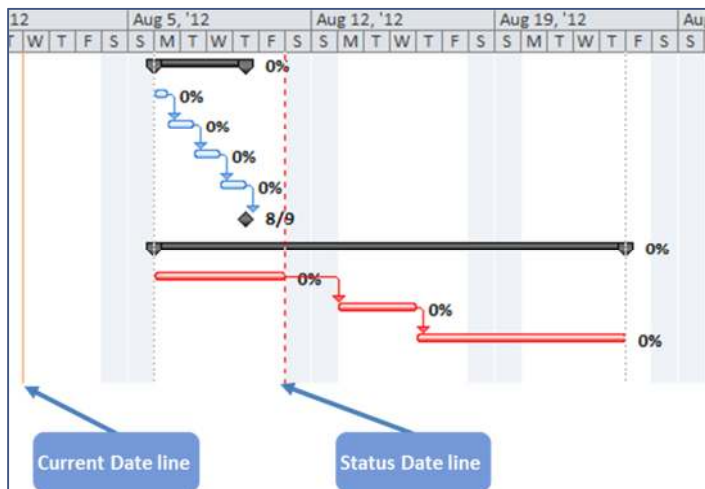 12 Aug 5, '12 Aug 12, '12 Aug 19, '12 Au
T W T F S S M T W T F S S M T W T F S S M T W T F S S
0%
0%
0%
0%
0%
8/9
0%
0%
0%
0%
Current Date line
Status Date line